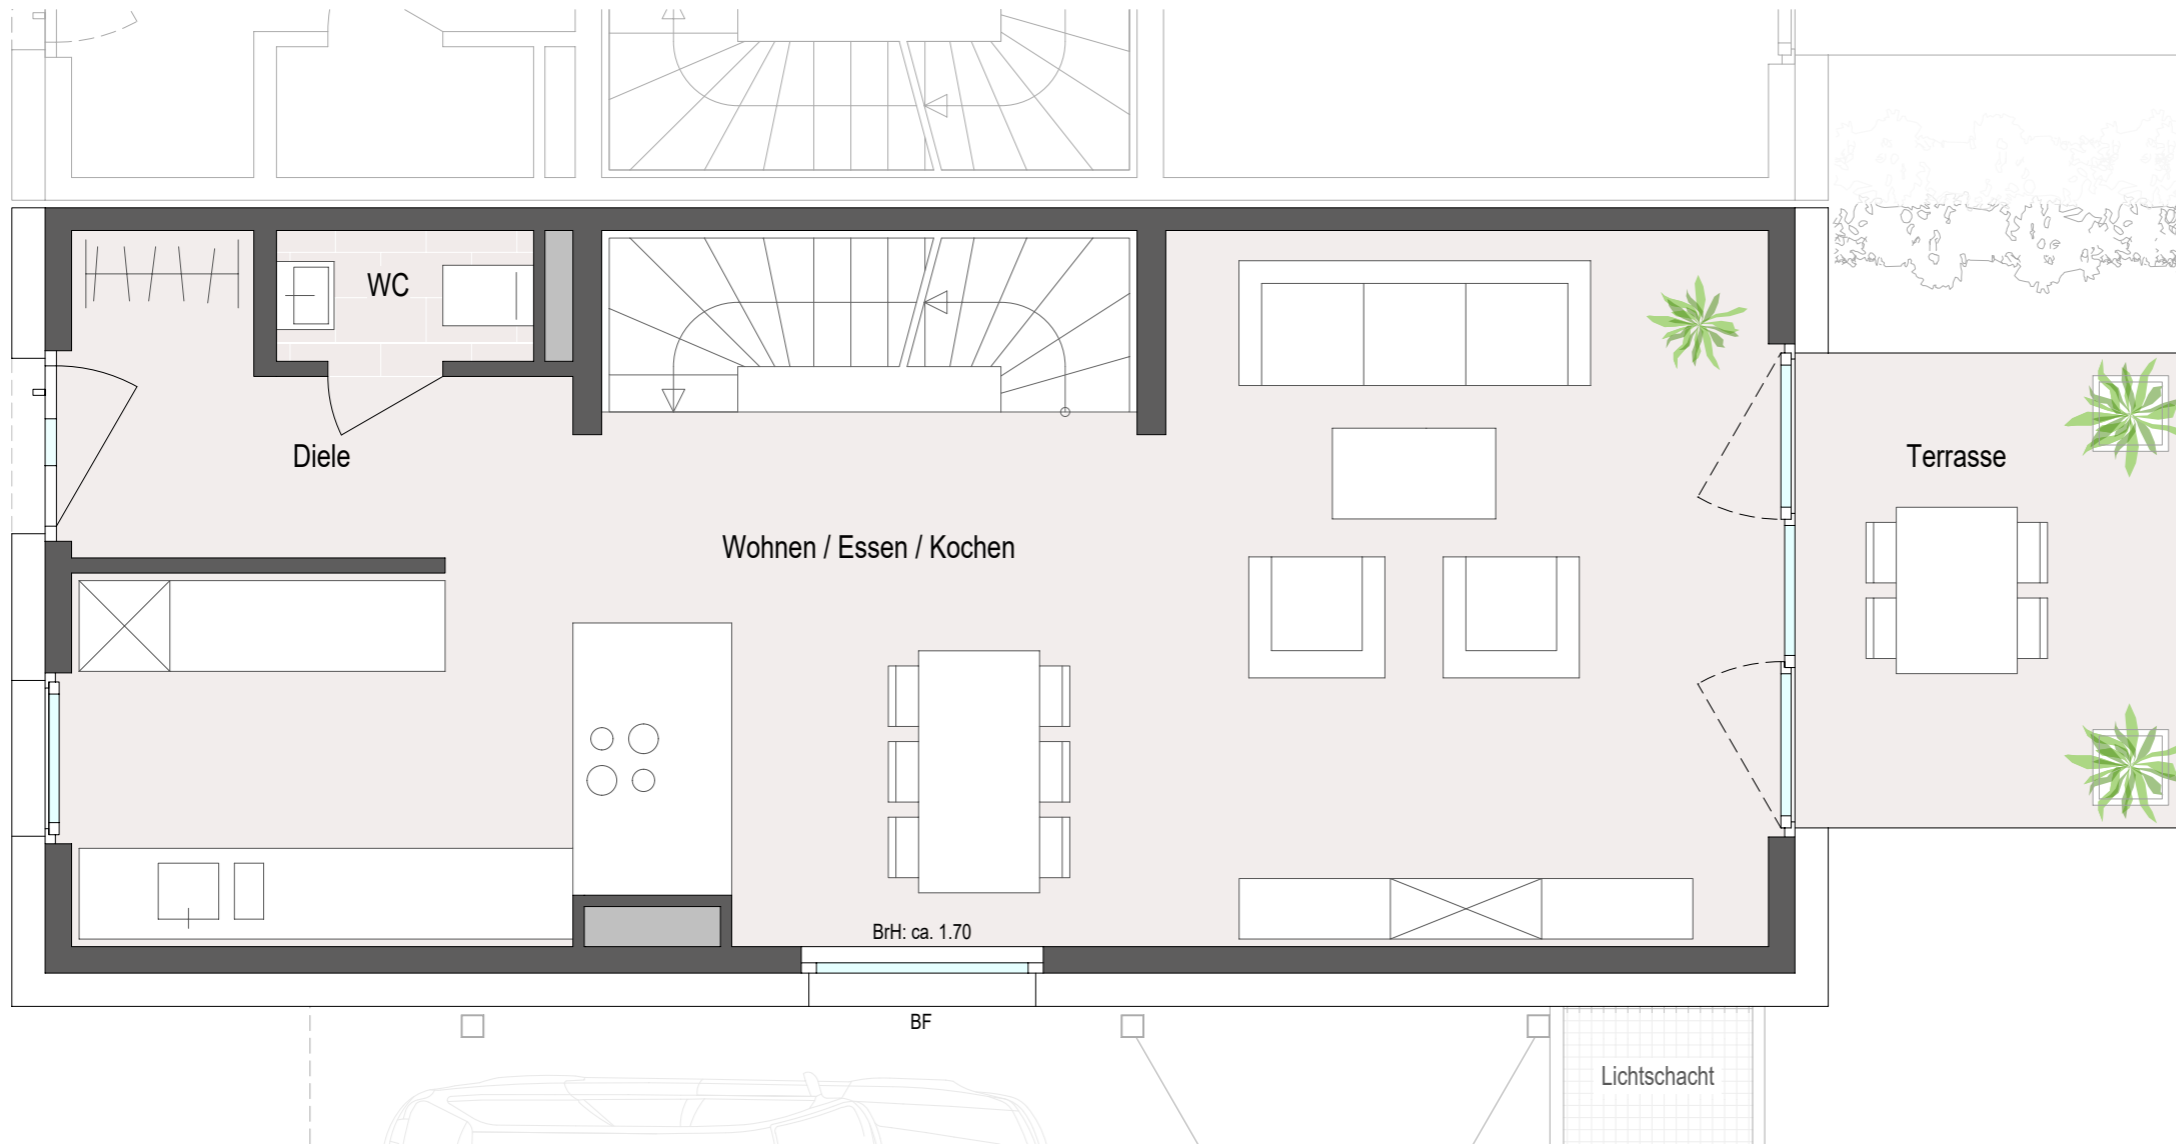 WC
Diele
Terrasse
Wohnen / Essen / Kochen
BrH: ca. 1.70
BF
Lichtschacht